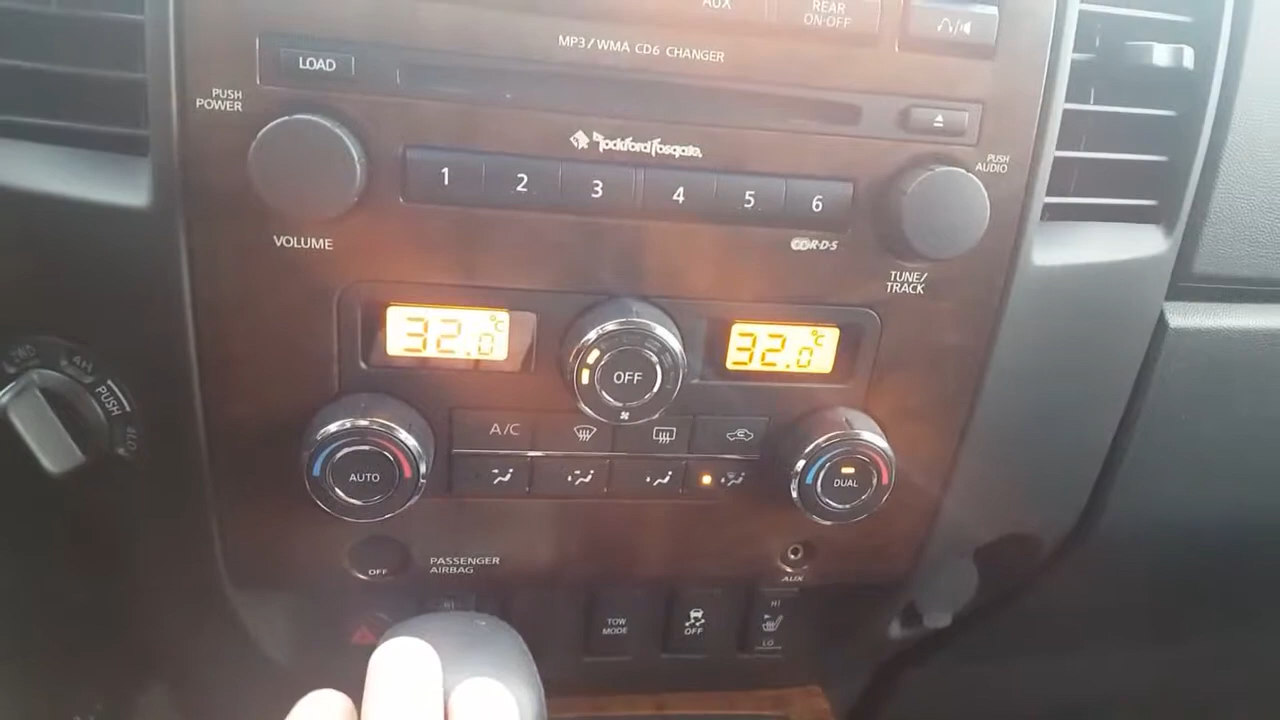 AUX
REAR
ON·OFF
MP3/WMA CD6 CHANGER
LOAD
PUSH
POWER
Rockford Fosgate.
PUSH
AUDIO
1 2 3 4 5 6
VOLUME
R·D·S
TUNE/
TRACK
32.0°C
32.0°C
OFF
4H
PUSH
4LO
A/C
AUTO
DUAL
OFF
PASSENGER
AIRBAG
AUX
HI
TOW
MODE
OFF
HI
LO